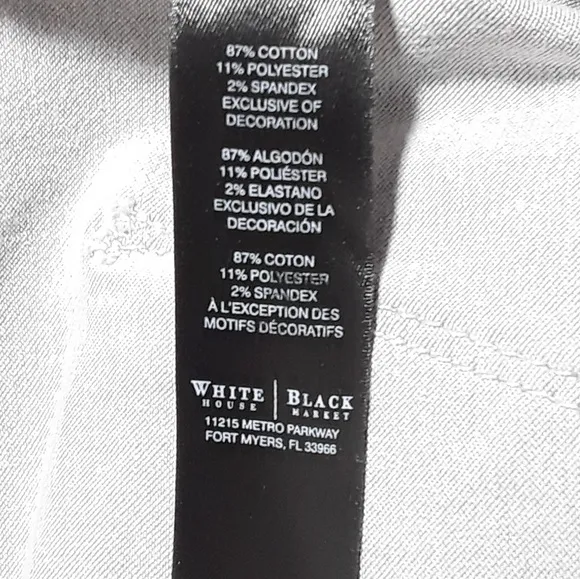 87% COTTON
11% POLYESTER
2% SPANDEX
EXCLUSIVE OF
DECORATION
87% ALGODÓN
11% POLIÉSTER
2% ELASTANO
EXCLUSIVO DE LA
DECORACIÓN
87% COTON
11% POLYESTER
2% SPANDEX
À L'EXCEPTION DES
MOTIFS DÉCORATIFS
WHITE | BLACK
HOUSE | MARKET
11215 METRO PARKWAY
FORT MYERS, FL 33966